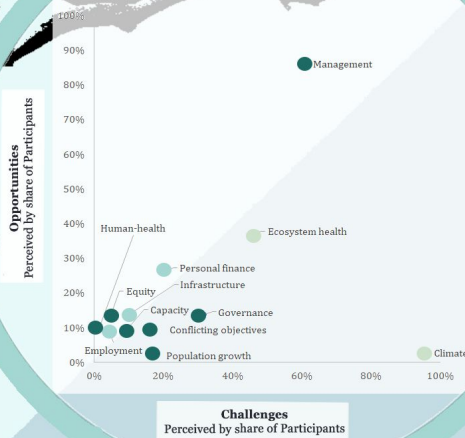 100%
90%
Management
80%
70%
60%
50%
40%
Human-health
Ecosystem health
30%
Personal finance
Infrastructure
20%
Equity
Capacity
Governance
10%
Conflicting objectives
Employment
Population growth
Climate
0%
0%
20%
40%
60%
80%
100%
Opportunities
Perceived by share of Participants
Challenges
Perceived by share of Participants